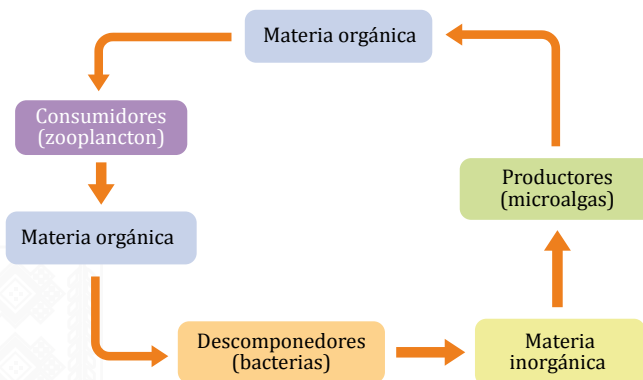 Materia orgánica
Consumidores
(zooplancton)
Materia orgánica
Descomponedores
(bacterias)
Materia
inorgánica
Productores
(microalgas)